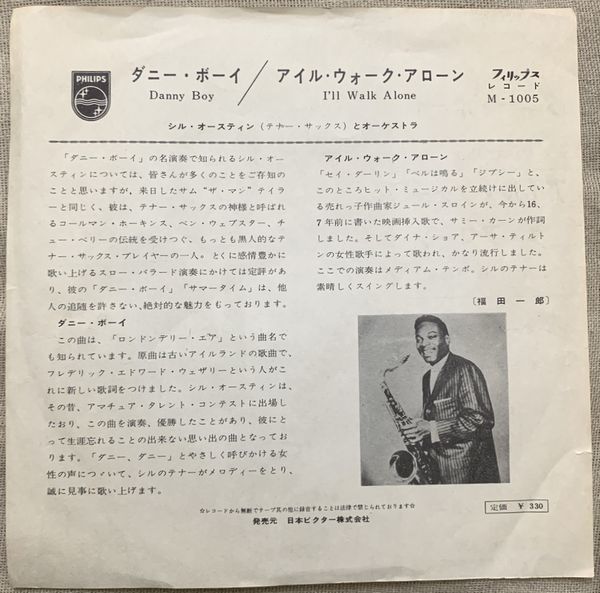 PHILIPS
ダニー・ボーイ／アイル・ウォーク・アローン
Danny Boy
I'll Walk Alone
フィリップス
レコード
M-1005
シル・オースティン（テナー・サックス）とオーケストラ
「ダニー・ボーイ」の名演奏で知られるシル・オー
スティンについては、皆さんが多くのことをご存知の
ことと思いますが、来日したサム“ザ・マン”テイラ
ーと同じく、彼は、テナー・サックスの神様と呼ばれ
るコールマン・ホーキンス、ベン・ウェブスター、チ
ュー・ベリーの伝統を受けつぐ、もっとも黒人的なテ
ナー・サックス・プレイヤーの一人。とくに感情豊かに
歌い上げるスロー・バラード演奏にかけては定評があ
り、彼の「ダニー・ボーイ」「サマータイム」は、他
人の追随を許さない、絶対的な魅力をもっております。
ダニー・ボーイ
この曲は、「ロンドンデリー・エア」という曲名で
も知られています。原曲は古いアイルランドの歌曲で、
フレデリック・エドワード・ウェザリーという人がこ
れに新しい歌詞をつけました。シル・オースティンは、
その昔、アマチュア・タレント・コンテストに出場し
たおり、この曲を演奏、優勝したことがあり、彼にと
って生涯忘れることの出来ない思い出の曲となってお
ります。「ダニー、ダニー」とやさしく呼びかける女
性の声につづいて、シルのテナーがメロディーをとり、
誠に見事に歌い上げます。
アイル・ウォーク・アローン
「セイ・ダーリン」「ベルは鳴る」「ジプシー」と、
このところヒット・ミュージカルを立続けに出している
売れっ子作曲家ジュール・スタインが、今から16、
7年前に書いた映画挿入歌で、サミー・カーンが作詞
しました。そしてダイナ・ショア、アーサ・ティルトン
の女性歌手によって歌われ、かなり流行しました。
ここでの演奏はメディアム・テンポ。シルのテナーは
素晴しくスイングします。
〔福田一郎〕
☆レコードから無断でテープ其の他に録音することは法律で禁じられております☆
発売元 日本ビクター株式会社
定価 ￥330